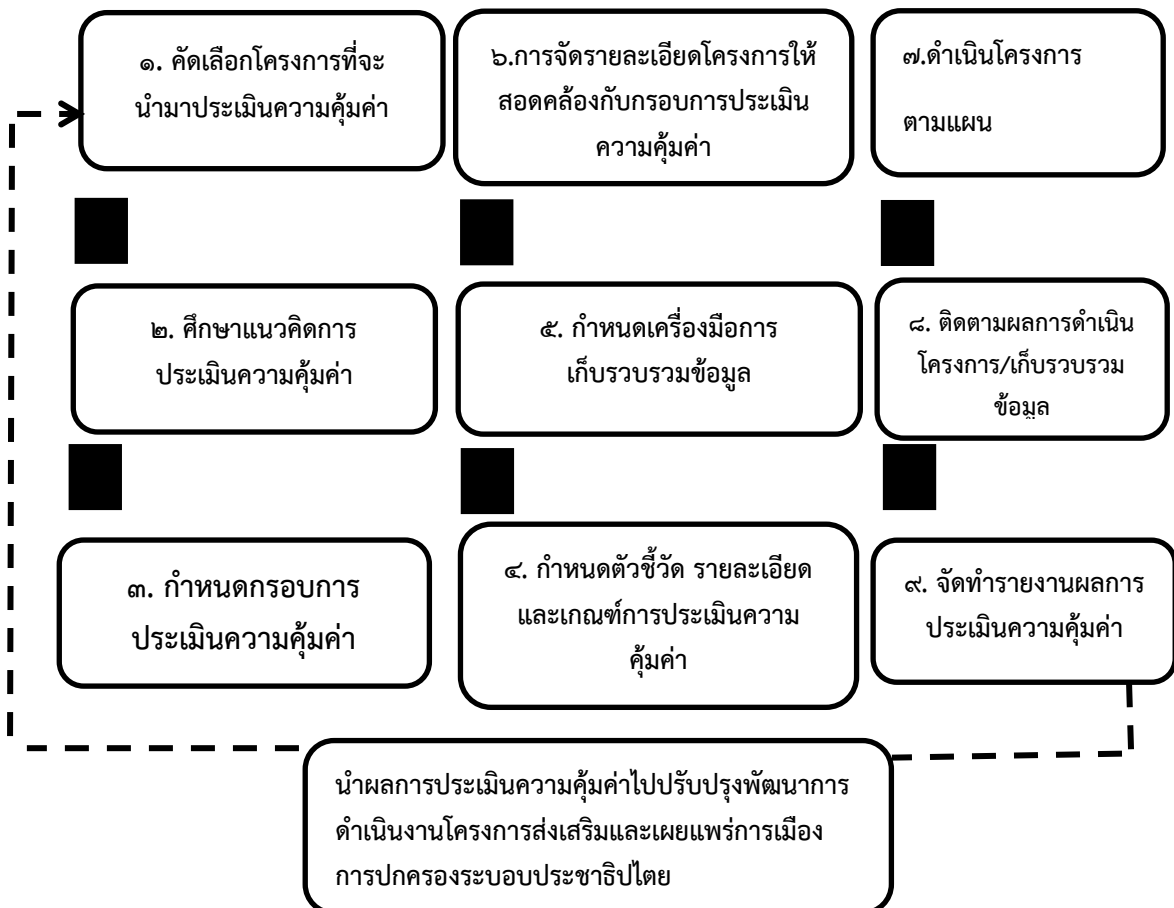 ๑. คัดเลือกโครงการที่จะ
นำมาประเมินความคุ้มค่า
๖.การจัดรายละเอียดโครงการให้
สอดคล้องกับกรอบการประเมิน
ความคุ้มค่า
๗.ดำเนินโครงการ
ตามแผน
๒. ศึกษาแนวคิดการ
ประเมินความคุ้มค่า
๕. กำหนดเครื่องมือการ
เก็บรวบรวมข้อมูล
๘. ติดตามผลการดำเนิน
โครงการ/เก็บรวบรวม
ข้อมูล
๓. กำหนดกรอบการ
ประเมินความคุ้มค่า
๔. กำหนดตัวชี้วัด รายละเอียด
และเกณฑ์การประเมินความ
คุ้มค่า
๙. จัดทำรายงานผลการ
ประเมินความคุ้มค่า
นำผลการประเมินความคุ้มค่าไปปรับปรุงพัฒนาการ
ดำเนินงานโครงการส่งเสริมและเผยแพร่การเมือง
การปกครองระบอบประชาธิปไตย